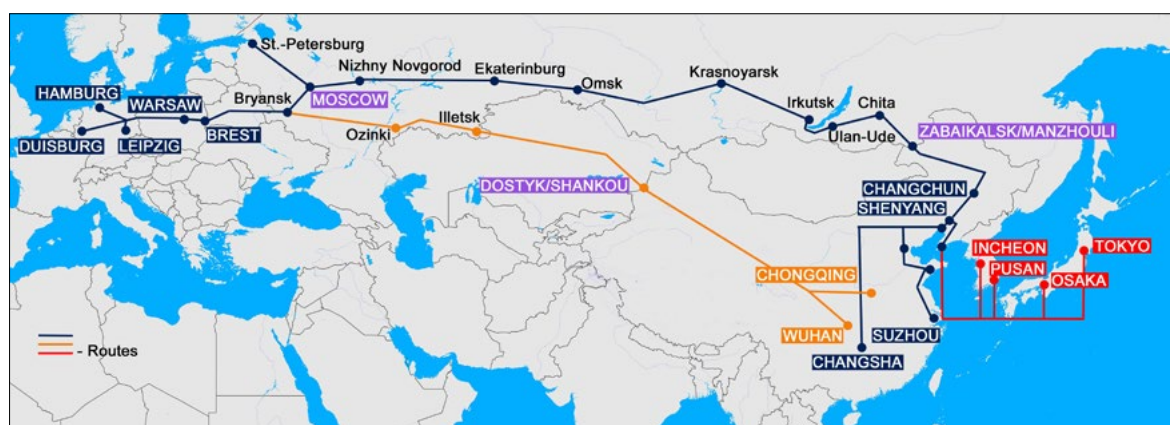 St.-Petersburg
Nizhny Novgorod
Ekaterinburg
Omsk
Krasnoyarsk
HAMBURG
WARSAW
Bryansk
MOSCOW
Irkutsk
Chita
DUISBURG
LEIPZIG
BREST
Ozinki
Illetsk
Ulan-Ude
ZABAIKALSK/MANZHOULI
DOSTYK/SHANKOU
CHANGCHUN
SHENYANG
INCHEON
TOKYO
PUSAN
CHONGQING
OSAKA
WUHAN
SUZHOU
CHANGSHA
- Routes